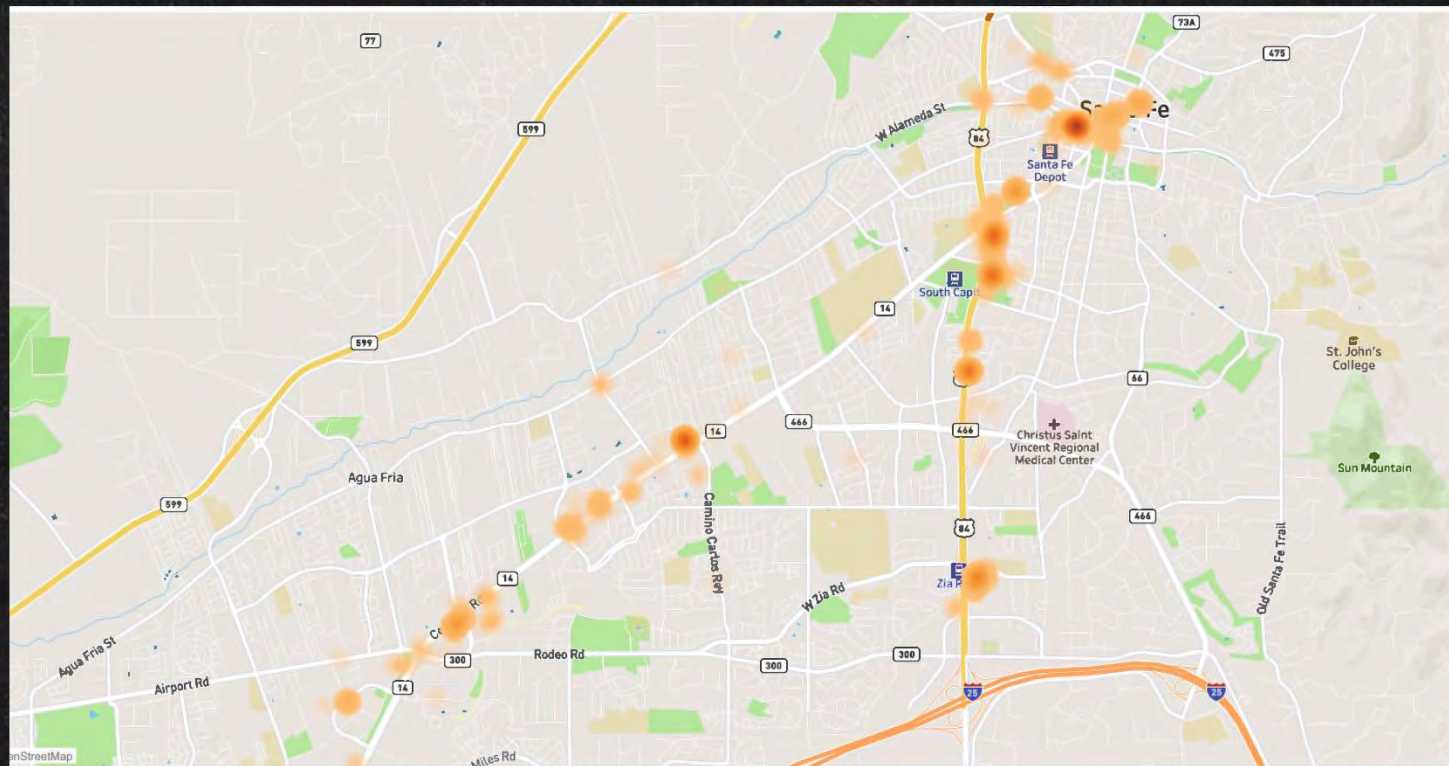 73A
77
475
599
Santa Fe
W Alameda St
84
Santa Fe
Depot
South Capit
14
599
St. John's
College
66
466
14
466
Christus Saint
Vincent Regional
Medical Center
Sun Mountain
Agua Fria
599
466
84
Camino Carlos Rey
14
Zia R
W Zia Rd
Old Santa Fe Trail
Agua Fria St
300
Rodeo Rd
300
300
Airport Rd
14
25
25
enStreetMap
Miles Rd